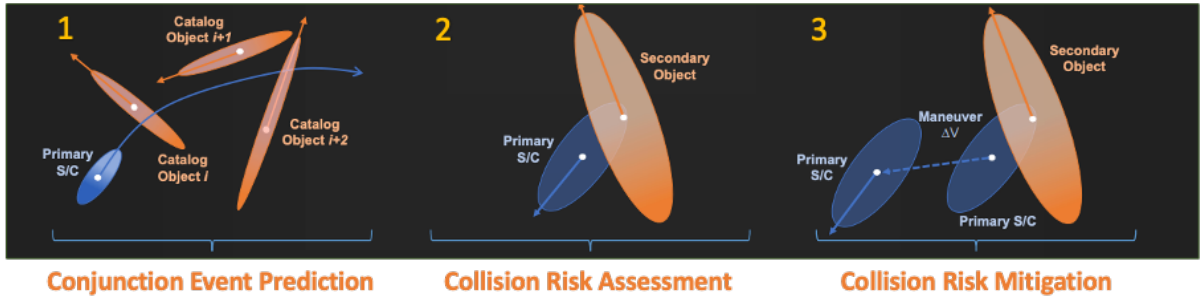 1
Catalog
Object i+1
Primary
S/C
Catalog
Object i
Catalog
Object i+2
Conjunction Event Prediction
2
Secondary
Object
Primary
S/C
Collision Risk Assessment
3
Secondary
Object
Maneuver
ΔV
Primary
S/C
Primary S/C
Collision Risk Mitigation